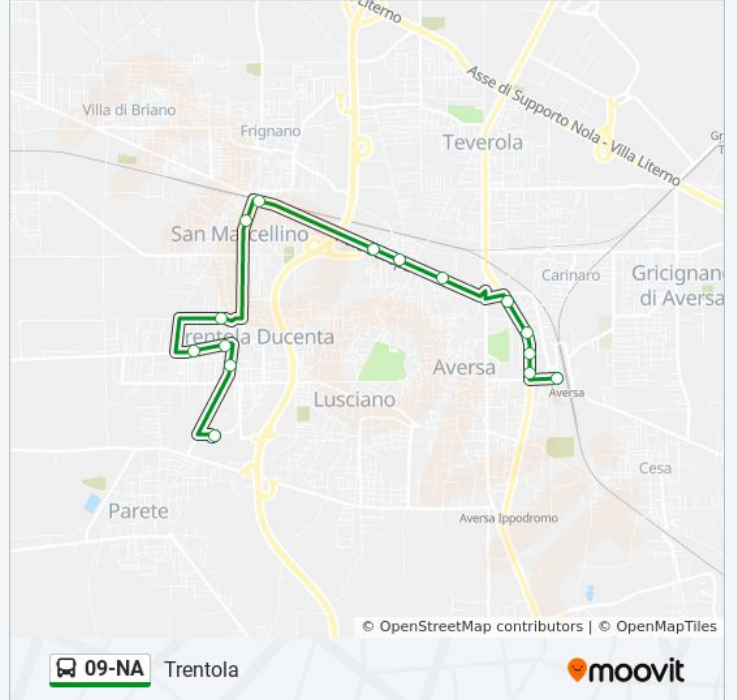 Literno
Asse di Supporto Nola - Villa Literno
Villa di Briano
Frignano
Teverola
San Marcellino
Carinaro
Gricignan
di Aversa
Trentola Ducenta
Aversa
Lusciano
Aversa
Cesa
Parete
Aversa Ippodromo
© OpenStreetMap contributors | © OpenMapTiles
09-NA Trentola
moovit